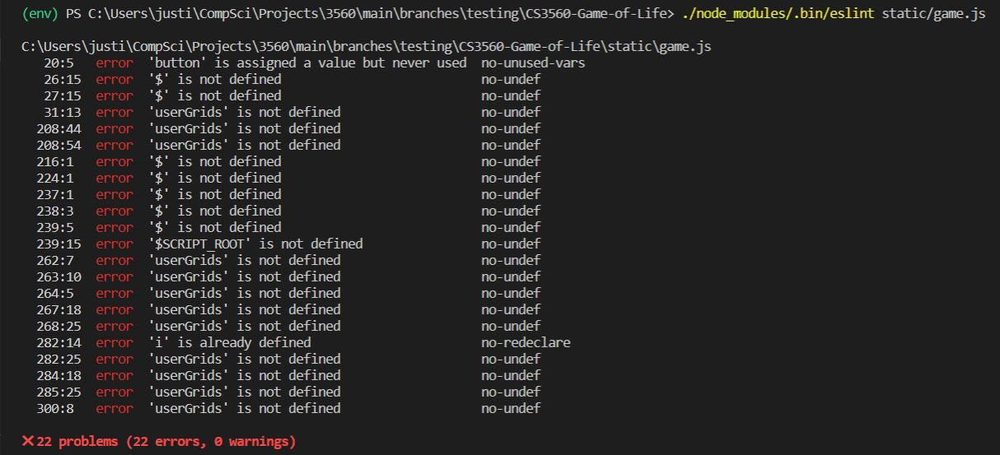 (env) PS C:\Users\justi\CompSci\Projects\3560\main\branches\testing\CS3560-Game-of-Life> ./node_modules/.bin/eslint static/game.js
C:\Users\justi\CompSci\Projects\3560\main\branches\testing\CS3560-Game-of-Life\static\game.js
20:5 error 'button' is assigned a value but never used no-unused-vars
26:15 error '$' is not defined no-undef
27:15 error '$' is not defined no-undef
31:13 error 'userGrids' is not defined no-undef
208:44 error 'userGrids' is not defined no-undef
208:54 error 'userGrids' is not defined no-undef
216:1 error '$' is not defined no-undef
224:1 error '$' is not defined no-undef
237:1 error '$' is not defined no-undef
238:3 error '$' is not defined no-undef
239:5 error '$' is not defined no-undef
239:15 error '$SCRIPT_ROOT' is not defined no-undef
262:7 error 'userGrids' is not defined no-undef
263:10 error 'userGrids' is not defined no-undef
264:5 error 'userGrids' is not defined no-undef
267:18 error 'userGrids' is not defined no-undef
268:25 error 'userGrids' is not defined no-undef
282:14 error 'i' is already defined no-redeclare
282:25 error 'userGrids' is not defined no-undef
284:18 error 'userGrids' is not defined no-undef
285:25 error 'userGrids' is not defined no-undef
300:8 error 'userGrids' is not defined no-undef
✕ 22 problems (22 errors, 0 warnings)